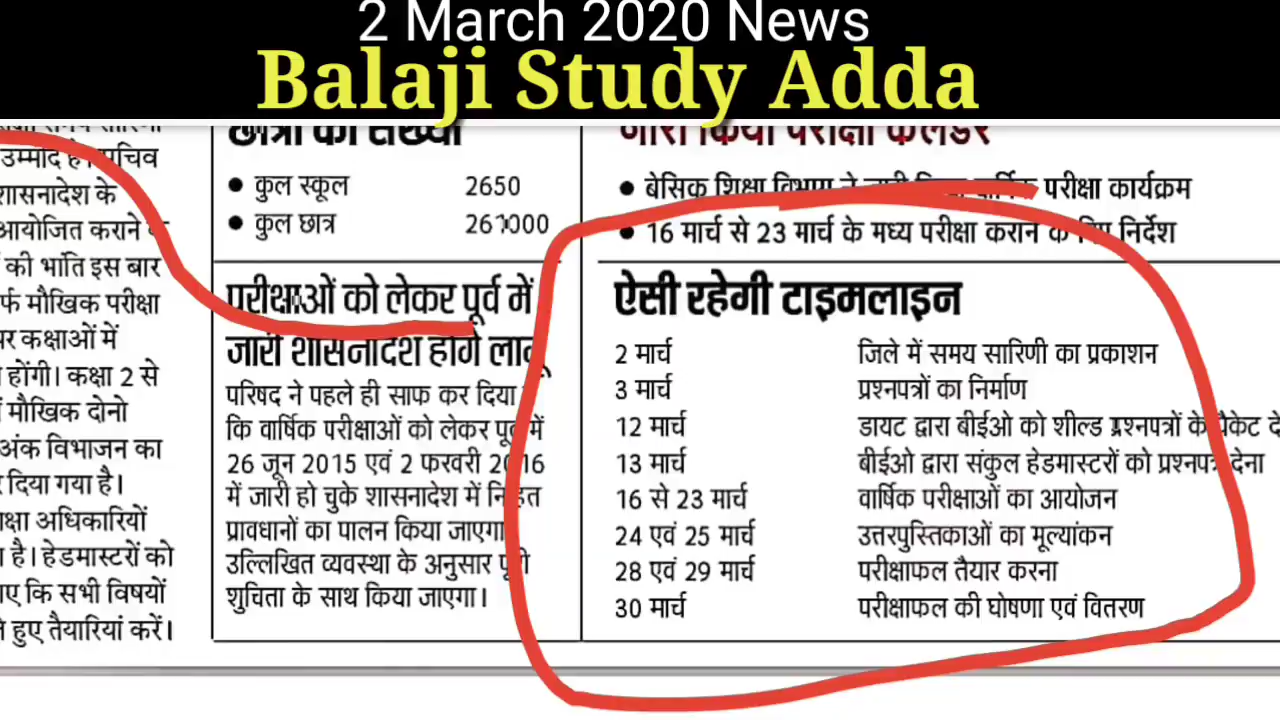 2 March 2020 News
Balaji Study Adda
उम्मीद है। सचिव
शासनादेश के
आयोजित कराने
की भांति इस बार
र्फ मौखिक परीक्षा
पर कक्षाओं में
होंगी। कक्षा 2 से
मौखिक दोनो
अंक विभाजन का
दिया गया है।
क्षा अधिकारियों
है। हेडमास्टरों को
ए कि सभी विषयों
हुए तैयारियां करें।
छात्रों की संख्या
• कुल स्कूल 2650
• कुल छात्र 261000
परीक्षाओं को लेकर पूर्व में
जारी शासनादेश होंगे लागू
परिषद ने पहले ही साफ कर दिया
कि वार्षिक परीक्षाओं को लेकर पूर्व में
26 जून 2015 एवं 2 फरवरी 2016
में जारी हो चुके शासनादेश में निहित
प्रावधानों का पालन किया जाएगा
उल्लिखित व्यवस्था के अनुसार पूरी
शुचिता के साथ किया जाएगा।
जारी किया परीक्षा कैलेंडर
• बेसिक शिक्षा विभाग ने जारी किया वार्षिक परीक्षा कार्यक्रम
• 16 मार्च से 23 मार्च के मध्य परीक्षा कराने के लिए निर्देश
ऐसी रहेगी टाइमलाइन
2 मार्च जिले में समय सारिणी का प्रकाशन
3 मार्च प्रश्नपत्रों का निर्माण
12 मार्च डायट द्वारा बीईओ को शील्ड प्रश्नपत्रों के पैकेट दे
13 मार्च बीईओ द्वारा संकुल हेडमास्टरों को प्रश्नपत्र देना
16 से 23 मार्च वार्षिक परीक्षाओं का आयोजन
24 एवं 25 मार्च उत्तरपुस्तिकाओं का मूल्यांकन
28 एवं 29 मार्च परीक्षाफल तैयार करना
30 मार्च परीक्षाफल की घोषणा एवं वितरण